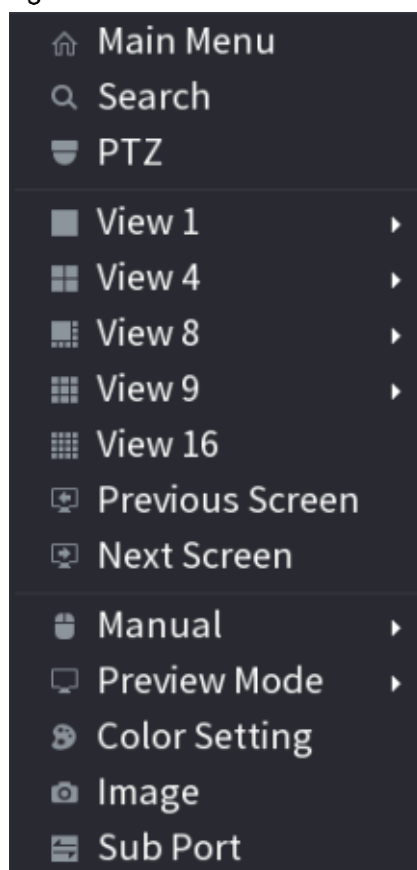 Main Menu
Search
PTZ
View 1
View 4
View 8
View 9
View 16
Previous Screen
Next Screen
Manual
Preview Mode
Color Setting
Image
Sub Port